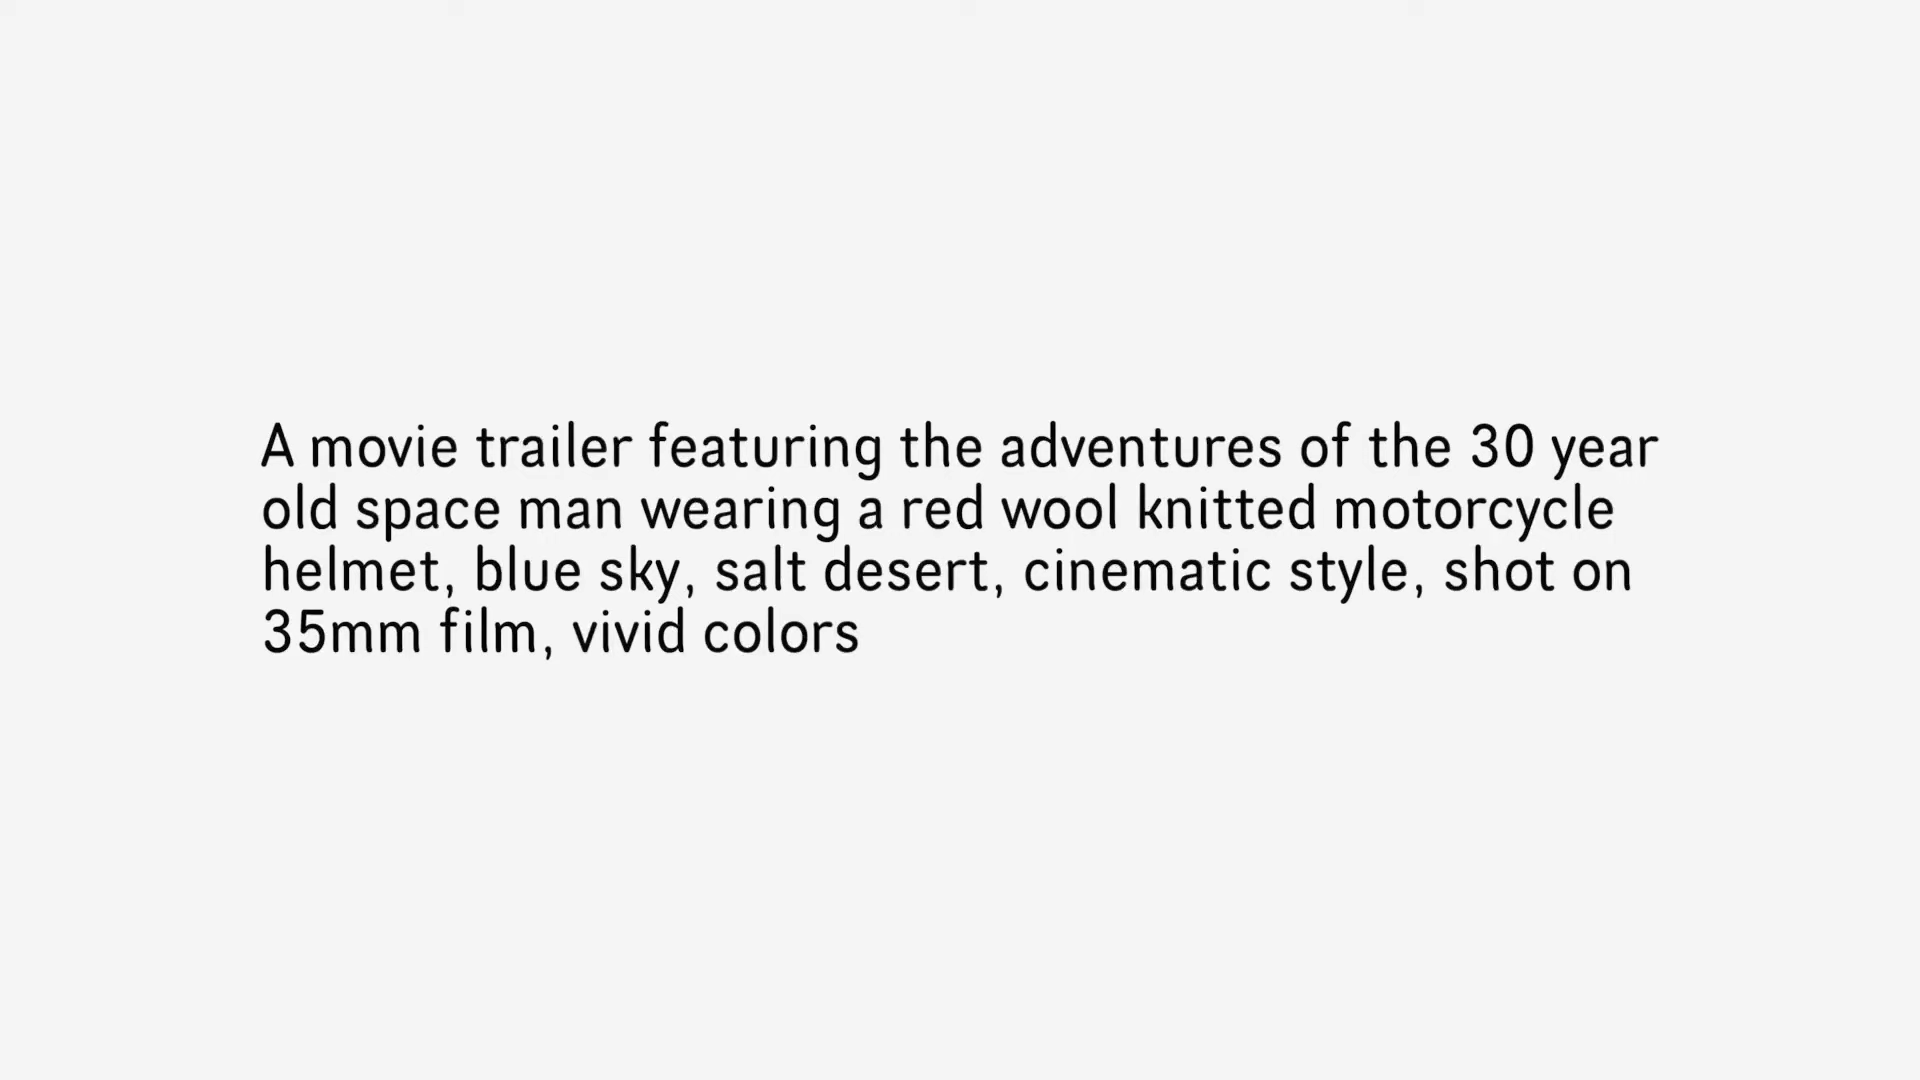 A movie trailer featuring the adventures of the 30 year
old space man wearing a red wool knitted motorcycle
helmet, blue sky, salt desert, cinematic style, shot on
35mm film, vivid colors